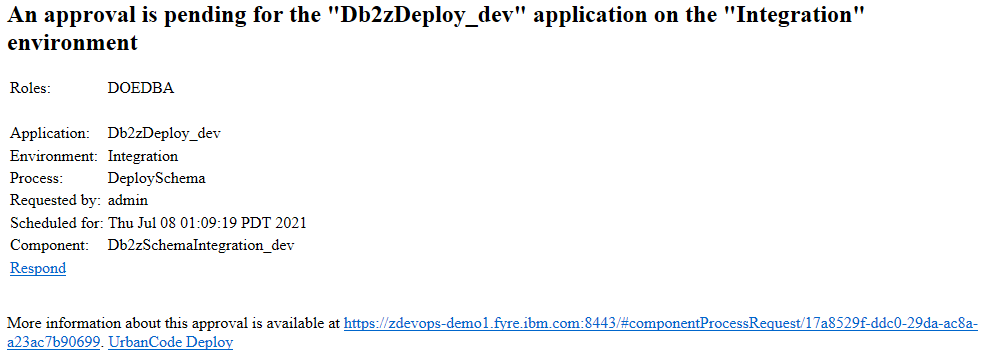 An approval is pending for the "Db2zDeploy_dev" application on the "Integration"
environment
Roles: DOEDBA
Application: Db2zDeploy_dev
Environment: Integration
Process: DeploySchema
Requested by: admin
Scheduled for: Thu Jul 08 01:09:19 PDT 2021
Component: Db2zSchemaIntegration_dev
Respond
More information about this approval is available at https://zdevops-demo1.fyre.ibm.com:8443/#componentProcessRequest/17a8529f-ddc0-29da-ac8a-
a23ac7b90699. UrbanCode Deploy